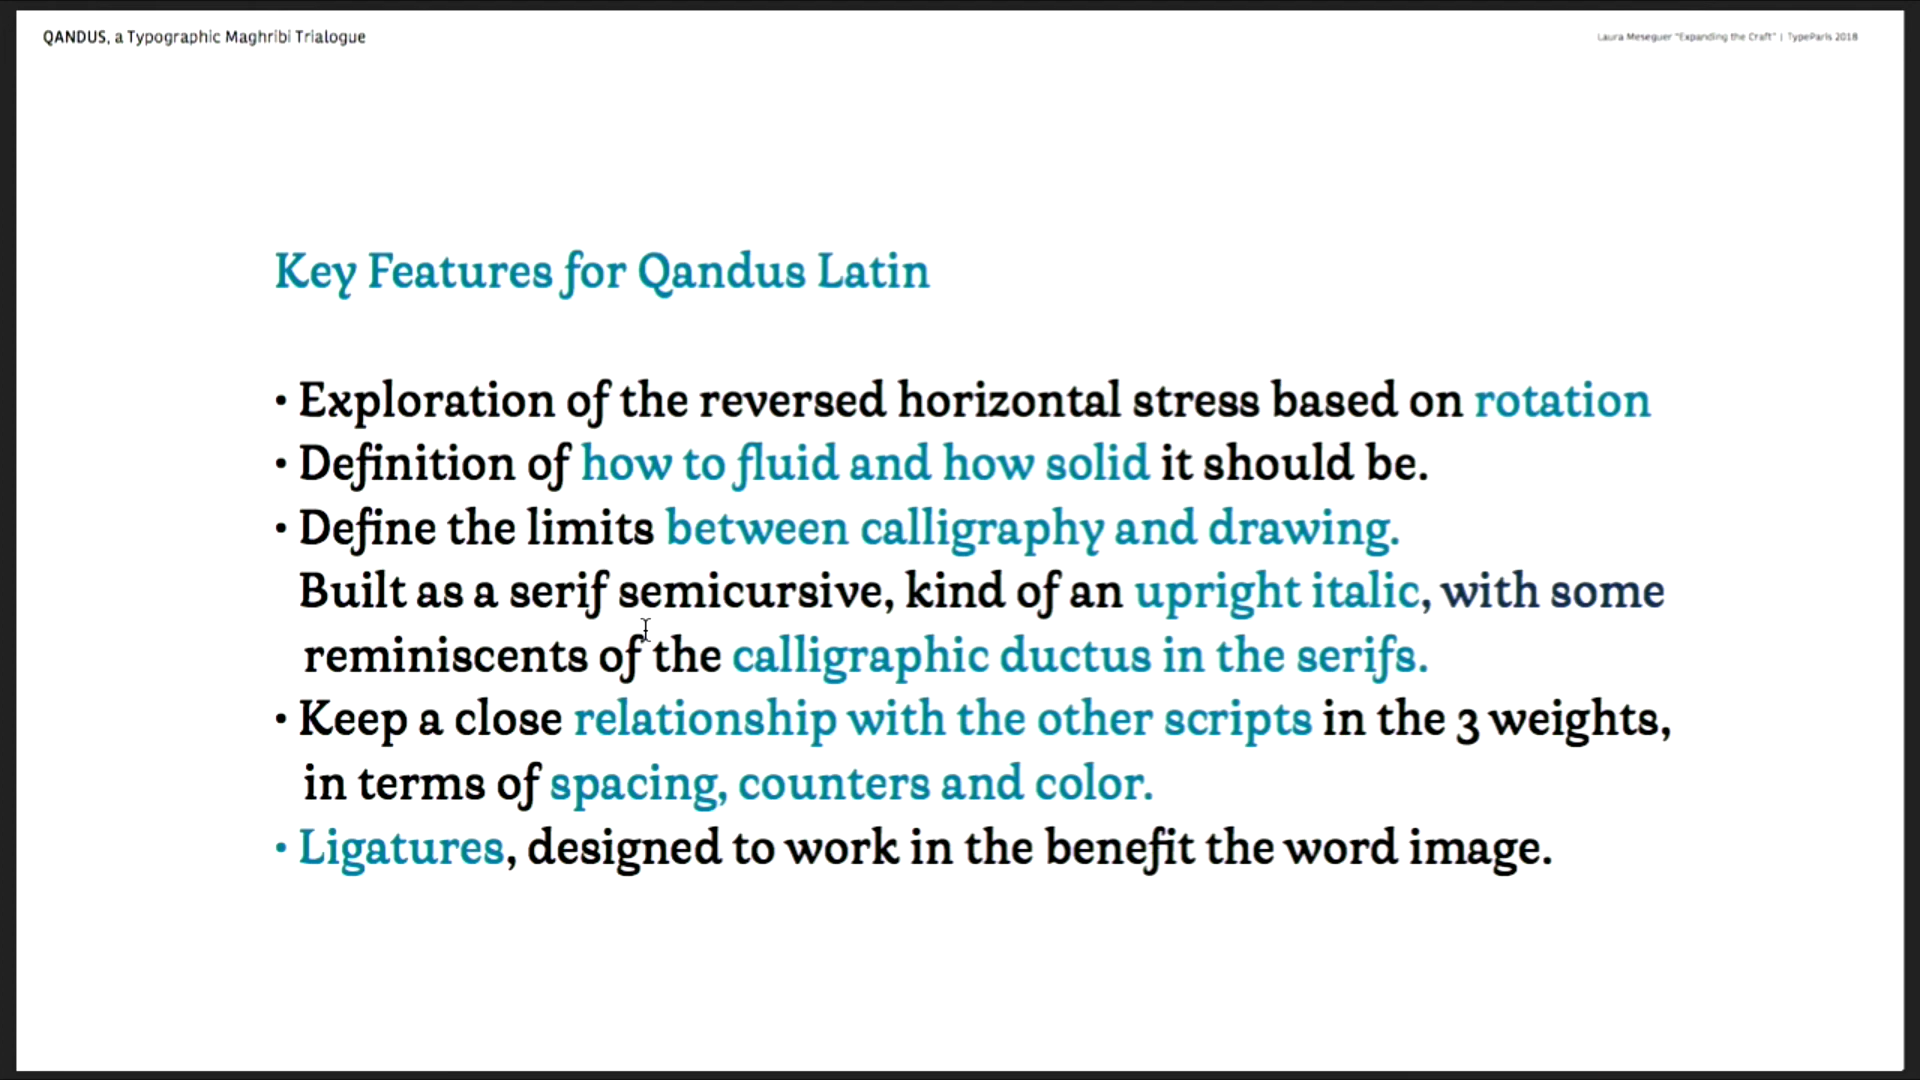 QANDUS, a Typographic Maghribi Trialogue
Laura Meseguer "Expanding the Craft" | TypeParis 2018
Key Features for Qandus Latin
• Exploration of the reversed horizontal stress based on rotation
• Definition of how to fluid and how solid it should be.
• Define the limits between calligraphy and drawing.
Built as a serif semicursive, kind of an upright italic, with some
reminiscents of the calligraphic ductus in the serifs.
• Keep a close relationship with the other scripts in the 3 weights,
in terms of spacing, counters and color.
• Ligatures, designed to work in the benefit the word image.